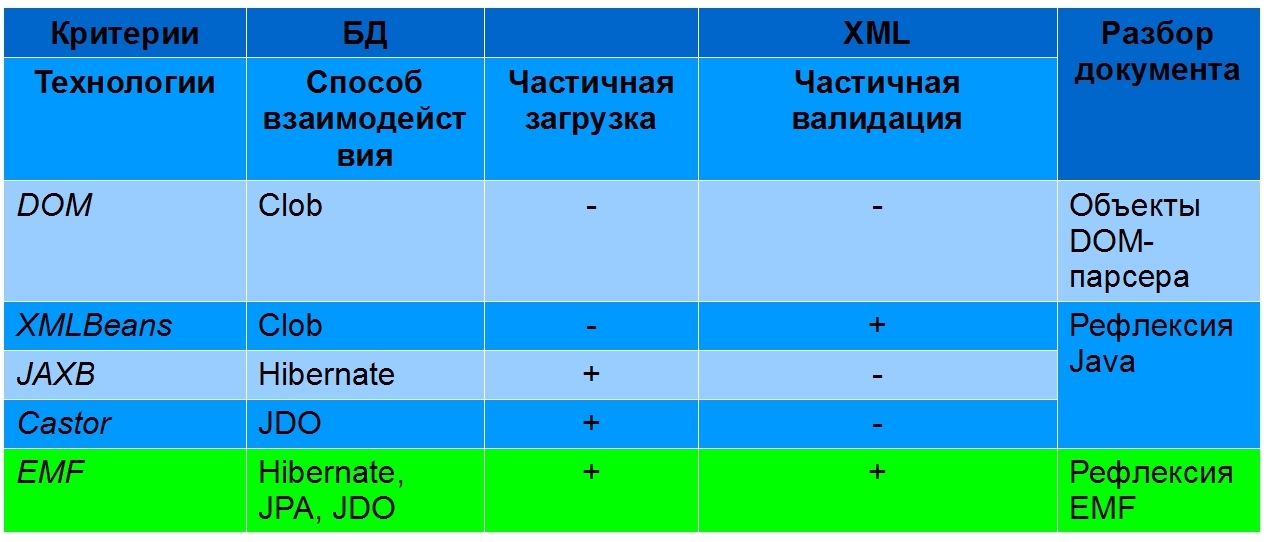 Критерии БД XML Разбор документа
Технологии Способ взаимодействия Частичная загрузка Частичная валидация
DOM Clob - - Объекты DOM-парсера
XMLBeans Clob - + Рефлексия Java
JAXB Hibernate + -
Castor JDO + -
EMF Hibernate, JPA, JDO + + Рефлексия EMF